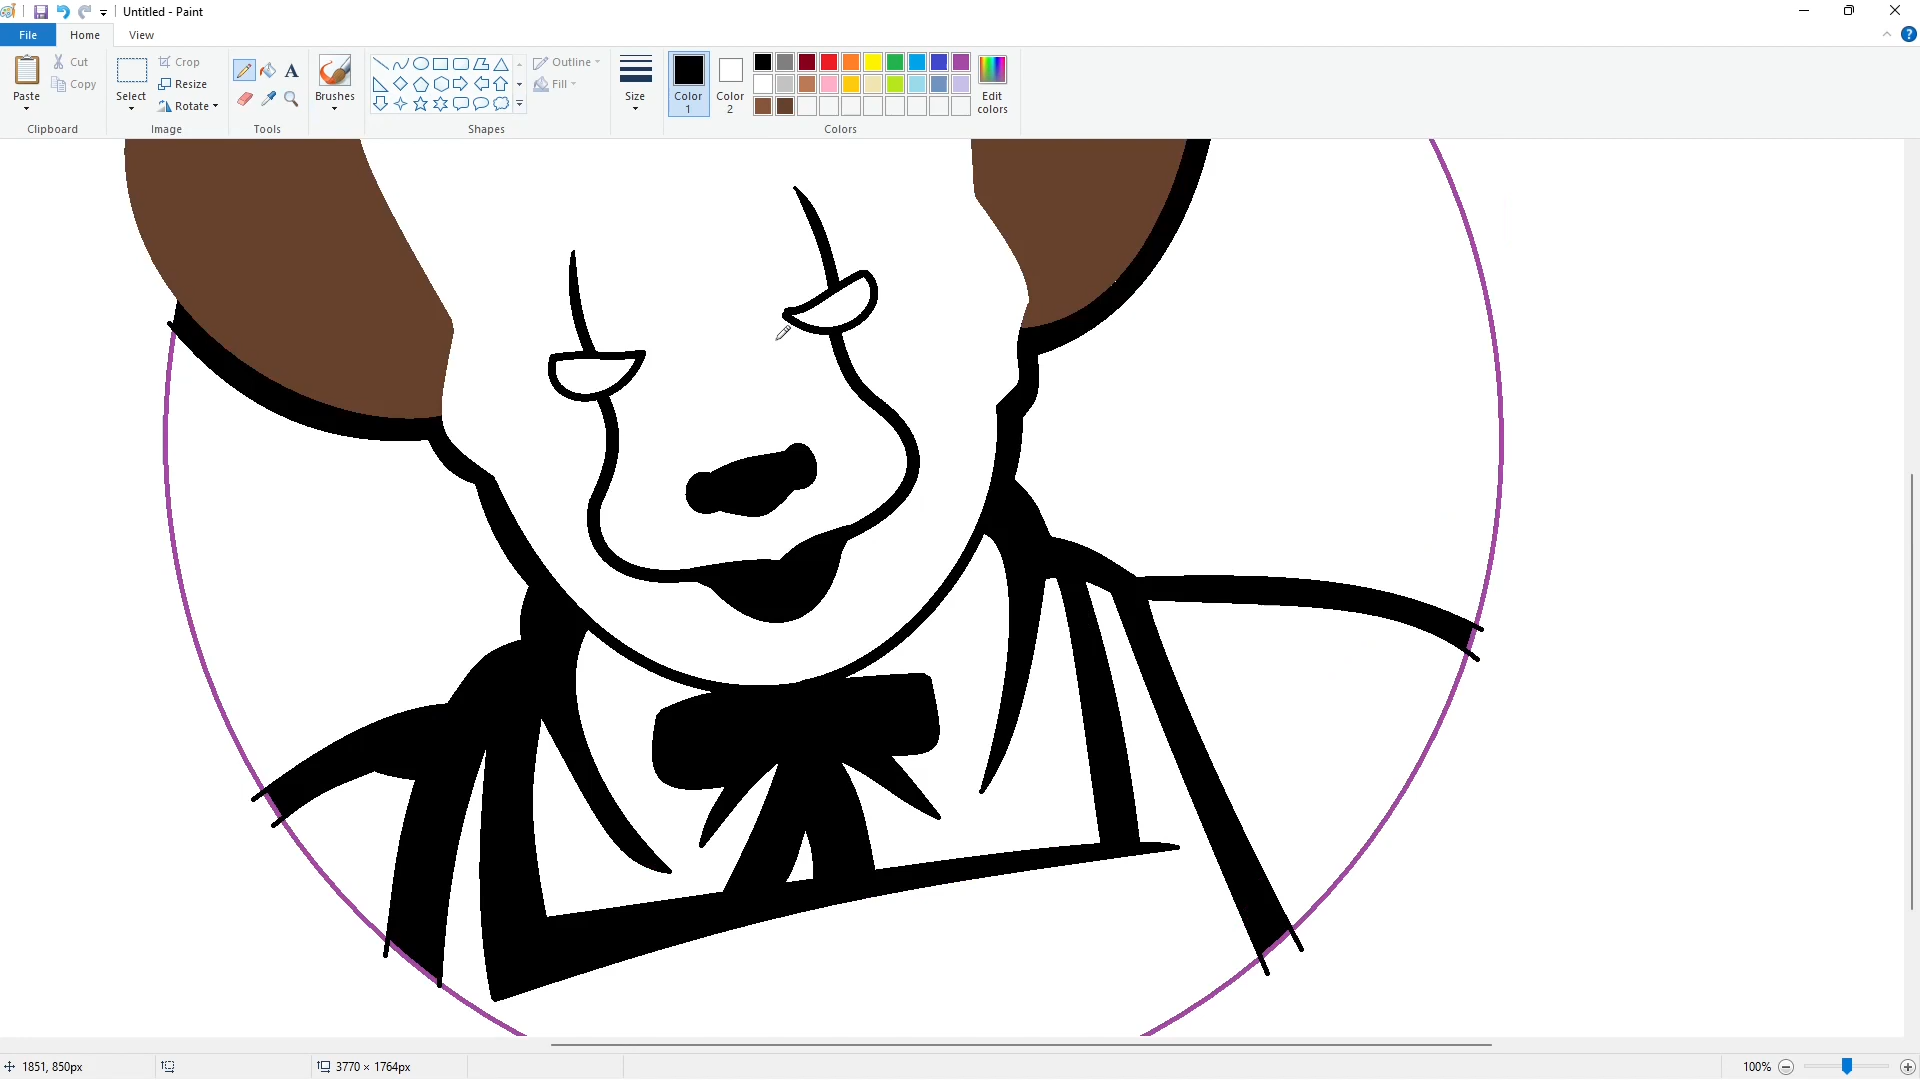 Untitled - Paint
File Home View
Paste
Cut
Copy
Clipboard
Select
Crop
Resize
Rotate
Image
Tools
Brushes
Shapes
Outline
Fill
Size
Color 1
Color 2
Edit colors
Colors
1851, 850px
3770 × 1764px
100%